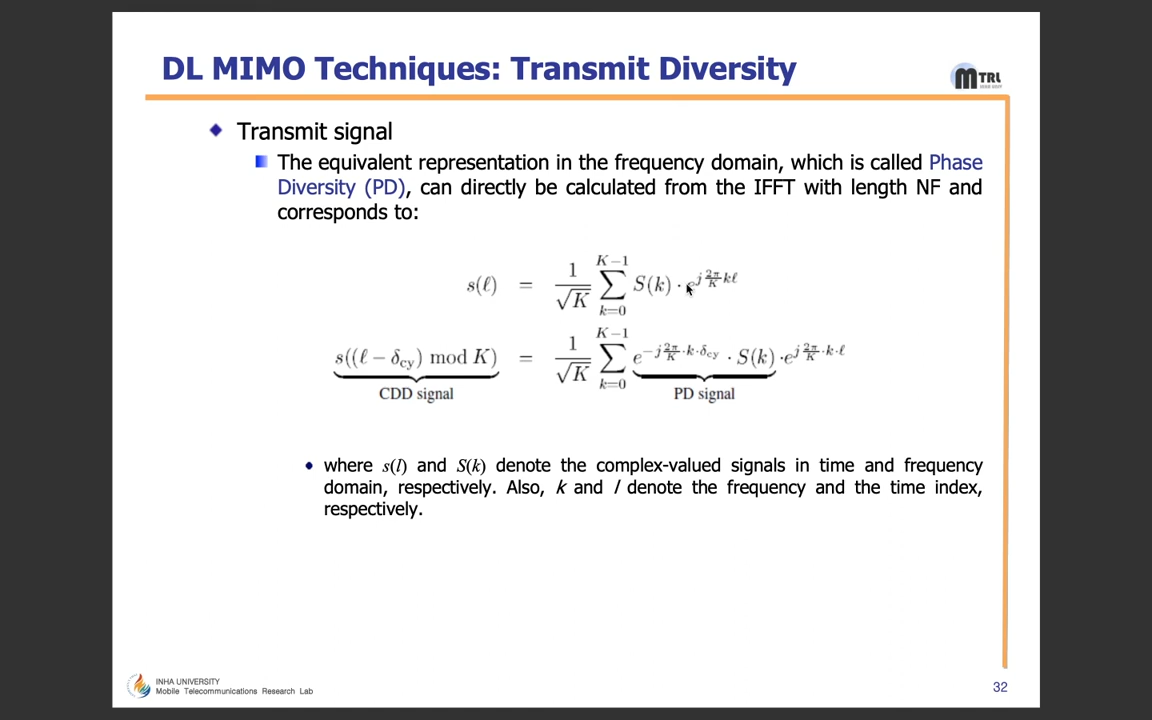 DL MIMO Techniques: Transmit Diversity
TRL
Transmit signal
The equivalent representation in the frequency domain, which is called Phase
Diversity (PD), can directly be calculated from the IFFT with length NF and
corresponds to:
s(ℓ) = 1/√K ∑_{k=0}^{K−1} S(k) · e^{j 2π/K kℓ}
s((ℓ − δ_cy) mod K) = 1/√K ∑_{k=0}^{K−1} e^{−j 2π/K ·k·δ_cy} · S(k) · e^{j 2π/K ·k·ℓ}
CDD signal PD signal
where s(l) and S(k) denote the complex-valued signals in time and frequency
domain, respectively. Also, k and l denote the frequency and the time index,
respectively.
INHA UNIVERSITY
Mobile Telecommunications Research Lab
32